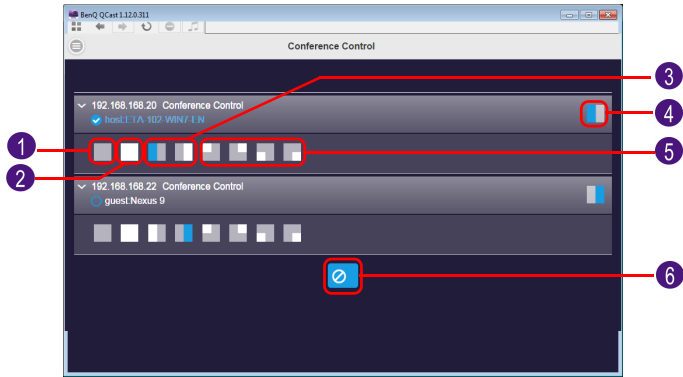 BenQ QCast 1.12.0.311
Conference Control
3
192.168.168.20 Conference Control
4
host:ETA-102-WIN7-EN
1
5
2
192.168.168.22 Conference Control
guest:Nexus 9
6